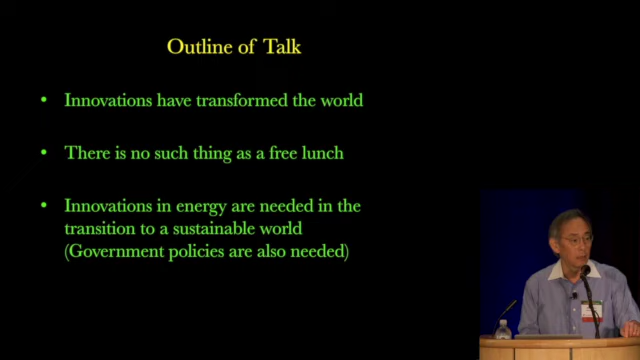 Outline of Talk
• Innovations have transformed the world
• There is no such thing as a free lunch
• Innovations in energy are needed in the
transition to a sustainable world
(Government policies are also needed)